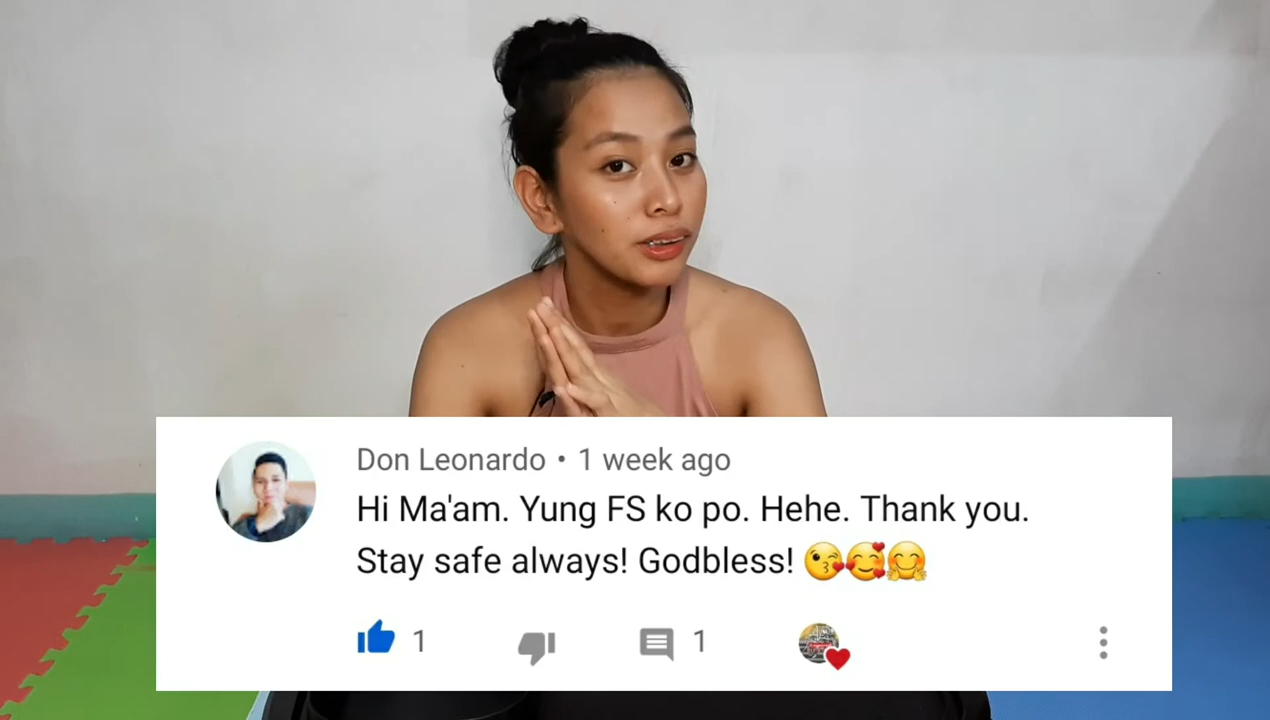 Don Leonardo • 1 week ago
Hi Ma'am. Yung FS ko po. Hehe. Thank you.
Stay safe always! Godbless! 😘🥰🤗
1 1